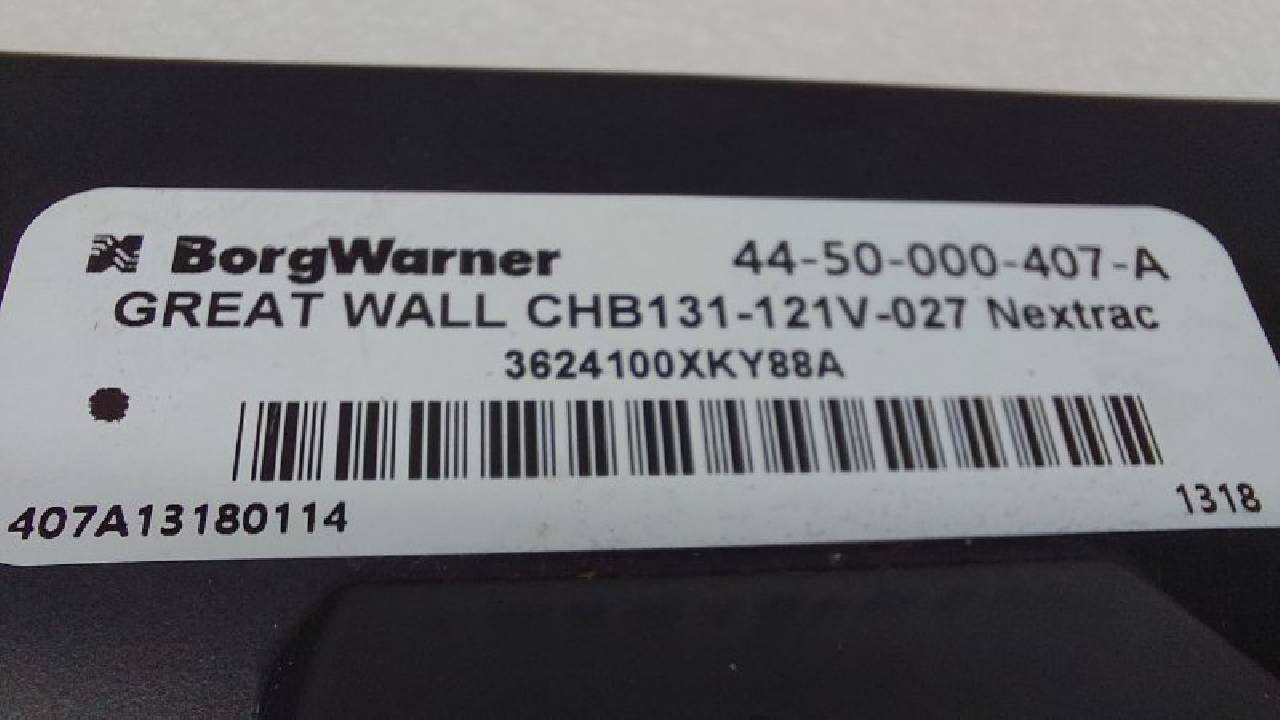 BorgWarner 44-50-000-407-A
GREAT WALL CHB131-121V-027 Nextrac
3624100XKY88A
407A13180114 1318